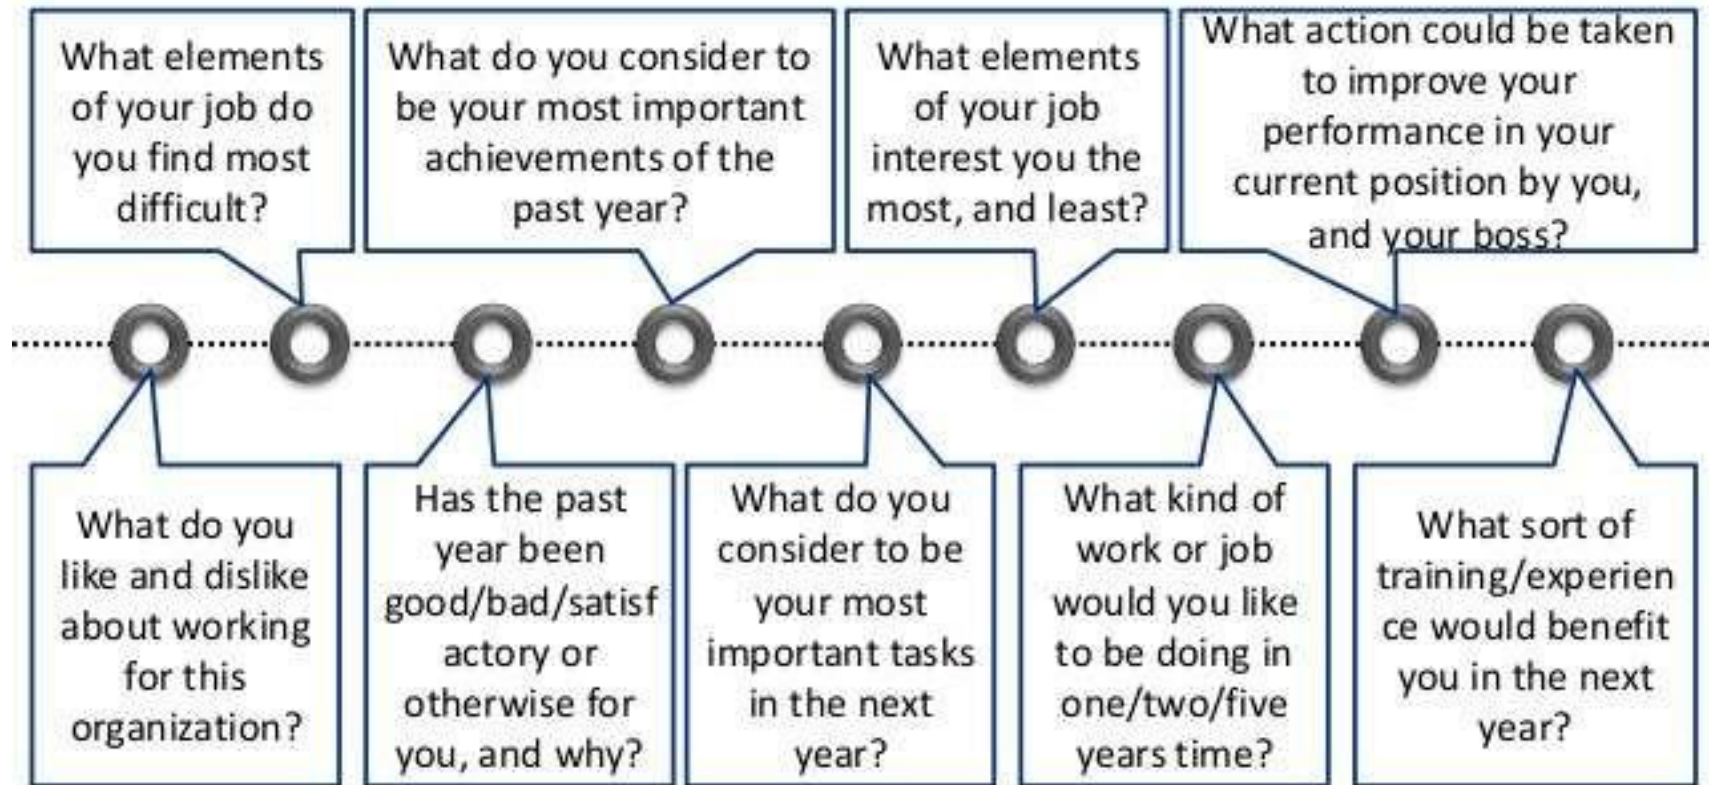 What elements
of your job do
you find most
difficult?
What do you consider to
be your most important
achievements of the
past year?
What elements
of your job
interest you the
most, and least?
What action could be taken
to improve your
performance in your
current position by you,
and your boss?
What do you
like and dislike
about working
for this
organization?
Has the past
year been
good/bad/satisf
actory or
otherwise for
you, and why?
What do you
consider to be
your most
important tasks
in the next
year?
What kind of
work or job
would you like
to be doing in
one/two/five
years time?
What sort of
training/experien
ce would benefit
you in the next
year?